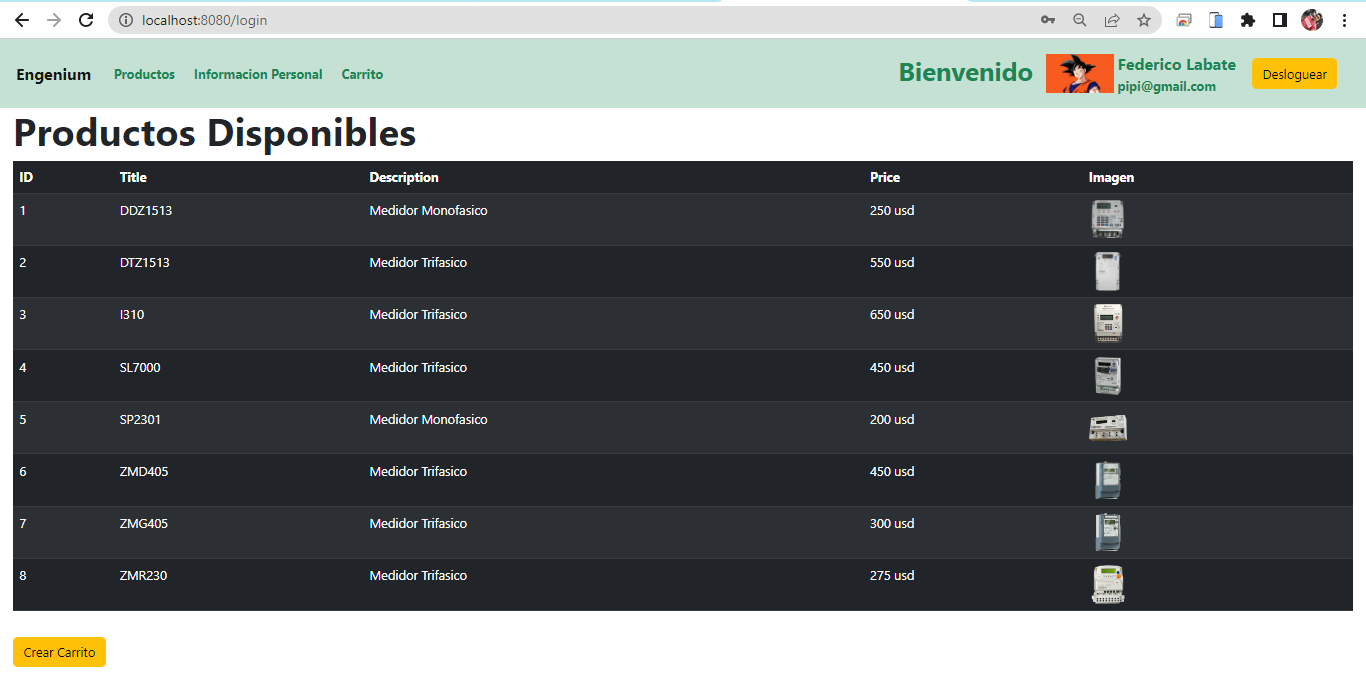 localhost:8080/login
Engenium Productos Informacion Personal Carrito Bienvenido Federico Labate Desloguear
pipi@gmail.com
Productos Disponibles
ID Title Description Price Imagen
1 DDZ1513 Medidor Monofasico 250 usd
2 DTZ1513 Medidor Trifasico 550 usd
3 I310 Medidor Trifasico 650 usd
4 SL7000 Medidor Trifasico 450 usd
5 SP2301 Medidor Monofasico 200 usd
6 ZMD405 Medidor Trifasico 450 usd
7 ZMG405 Medidor Trifasico 300 usd
8 ZMR230 Medidor Trifasico 275 usd
Crear Carrito